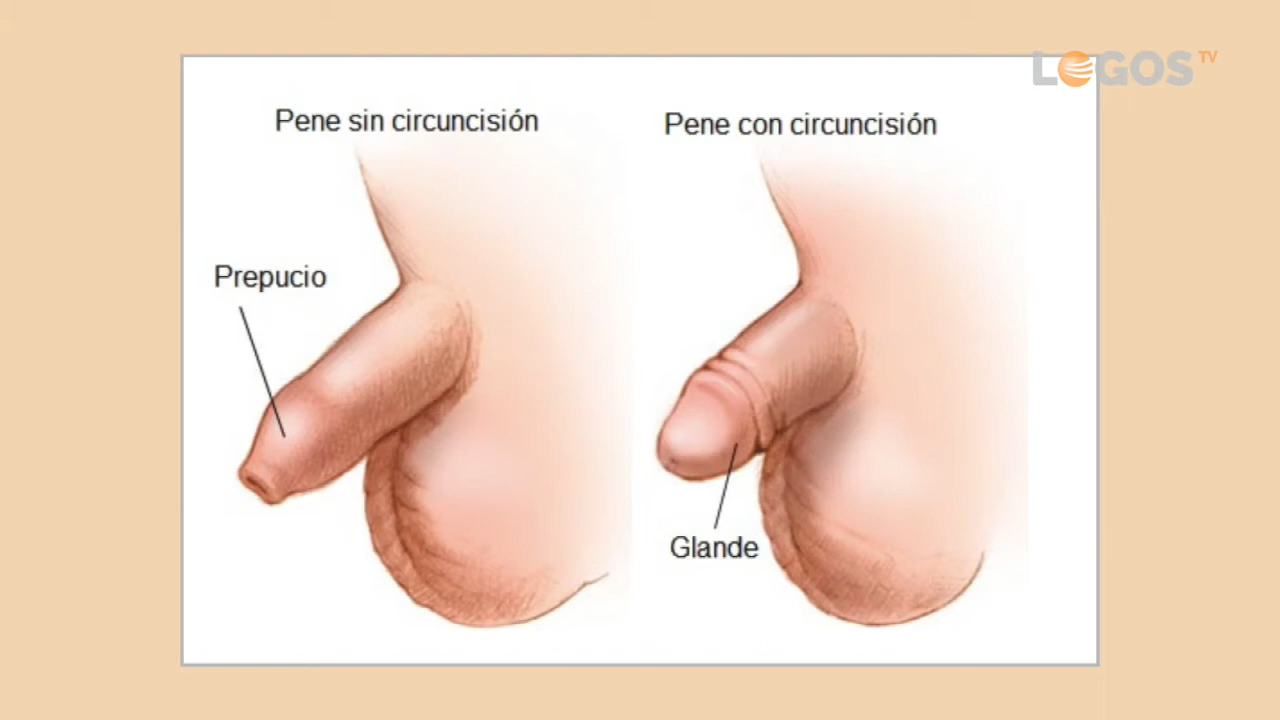 LOGOS TV
Pene sin circuncisión
Pene con circuncisión
Prepucio
Glande